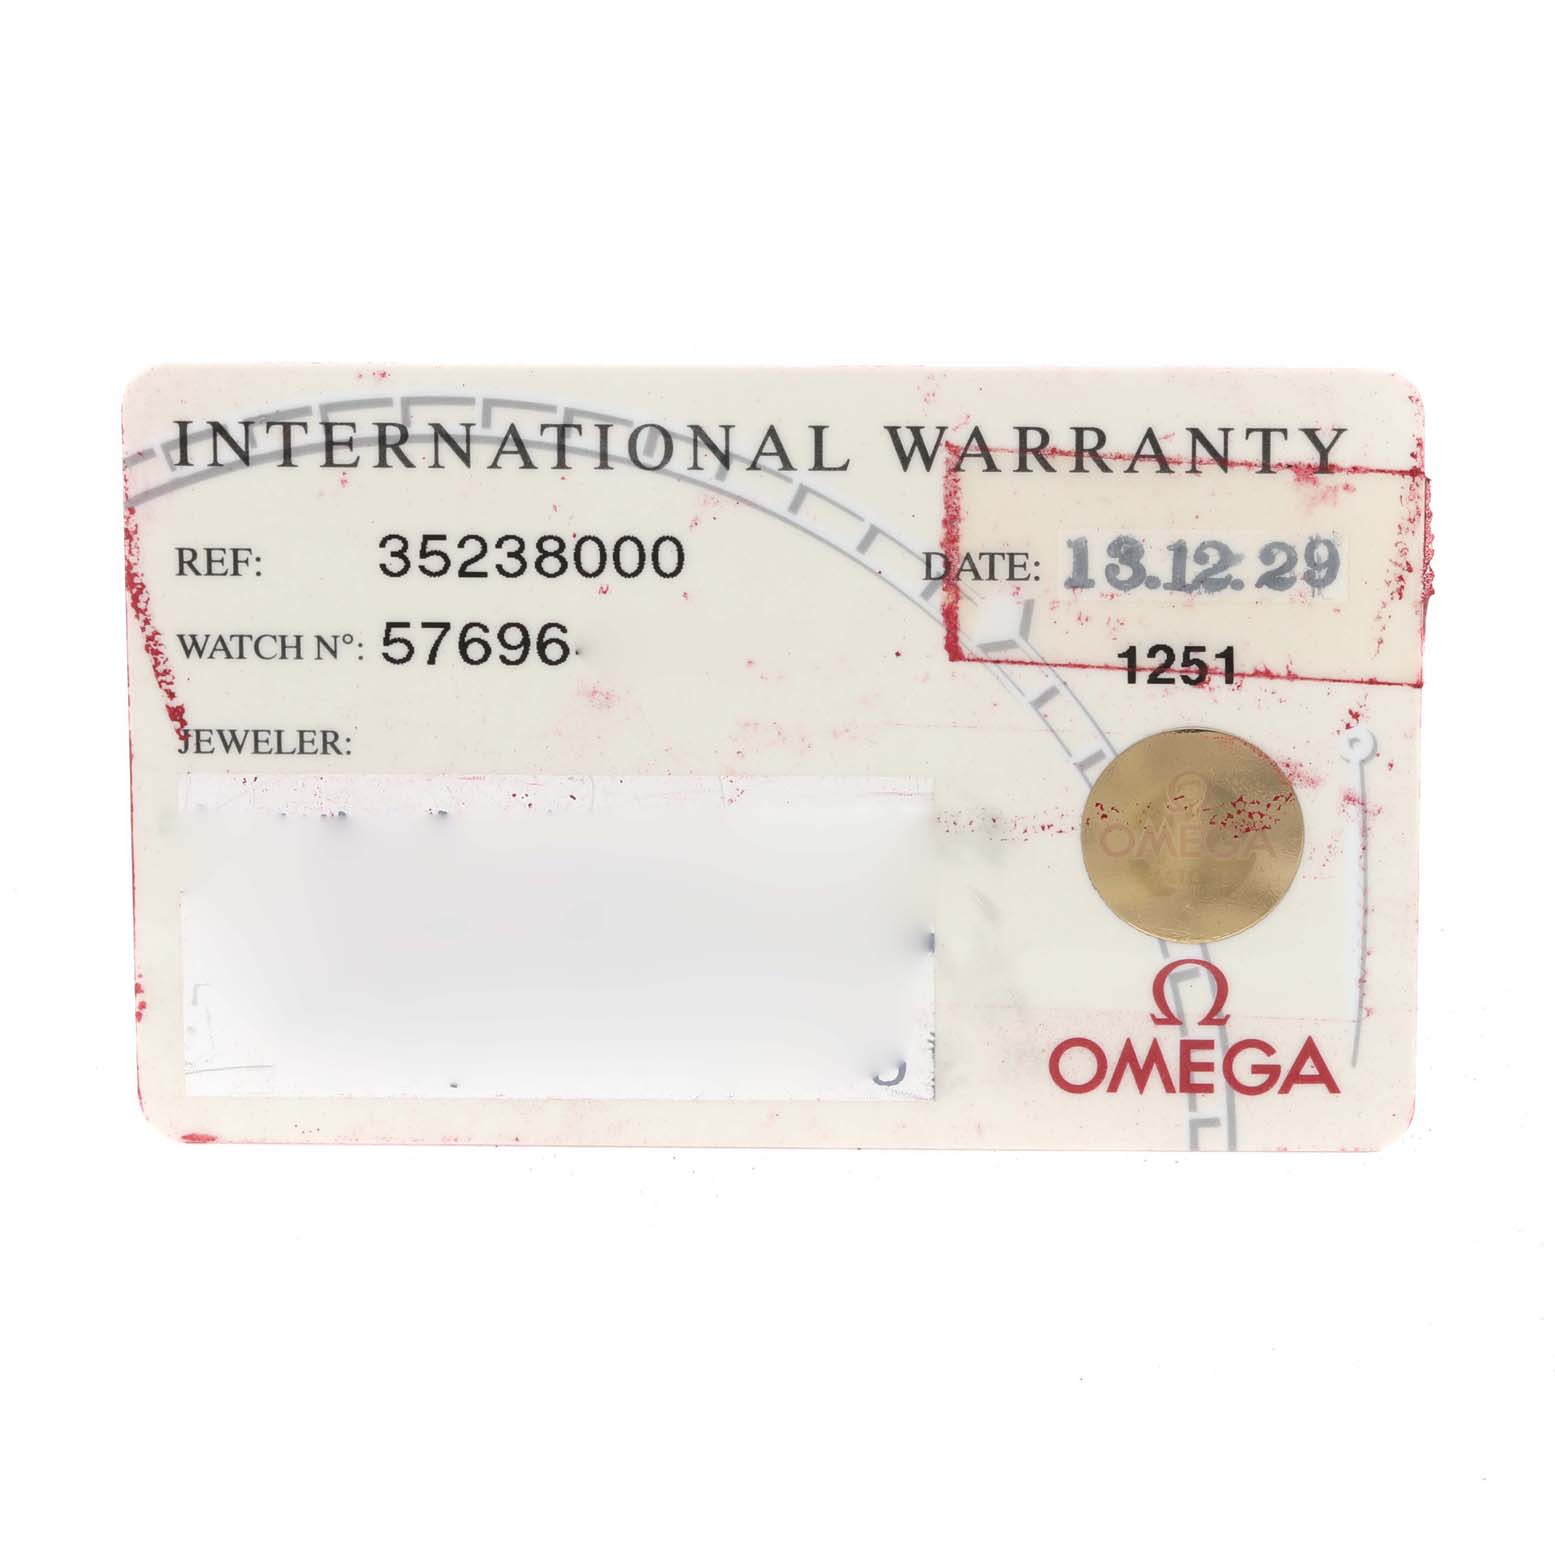 INTERNATIONAL WARRANTY
REF: 35238000
DATE: 13.12.29
WATCH N°: 57696
1251
JEWELER:
Ω
OMEGA
Ω
OMEGA